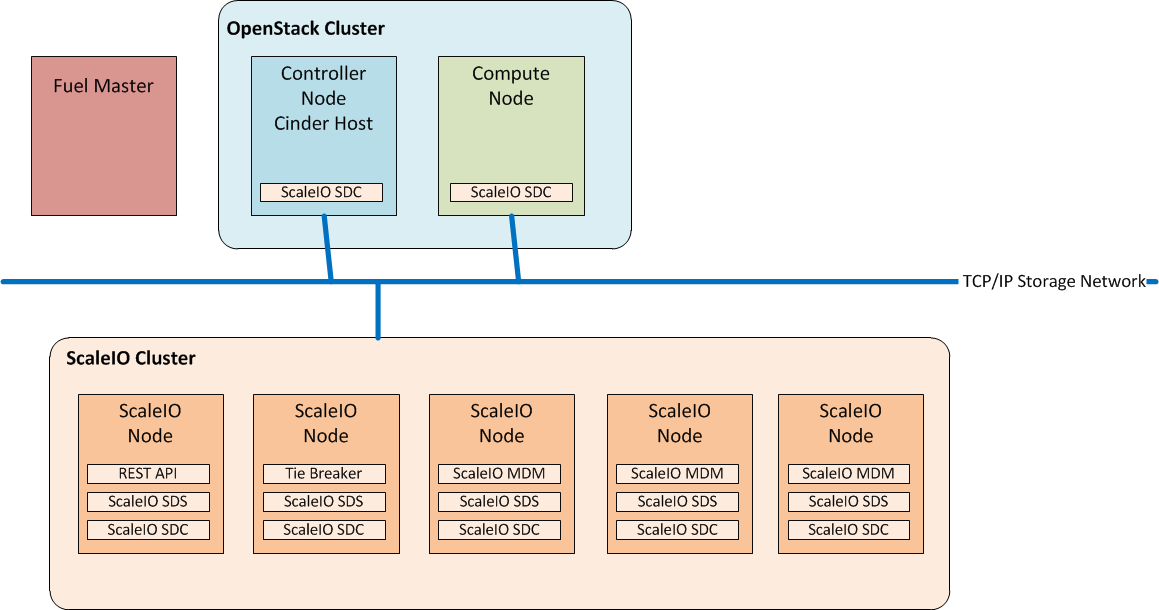 OpenStack Cluster
Fuel Master
Controller
Node
Cinder Host
ScaleIO SDC
Compute
Node
ScaleIO SDC
TCP/IP Storage Network
ScaleIO Cluster
ScaleIO
Node
REST API
ScaleIO SDS
ScaleIO SDC
ScaleIO
Node
Tie Breaker
ScaleIO SDS
ScaleIO SDC
ScaleIO
Node
ScaleIO MDM
ScaleIO SDS
ScaleIO SDC
ScaleIO
Node
ScaleIO MDM
ScaleIO SDS
ScaleIO SDC
ScaleIO
Node
ScaleIO MDM
ScaleIO SDS
ScaleIO SDC